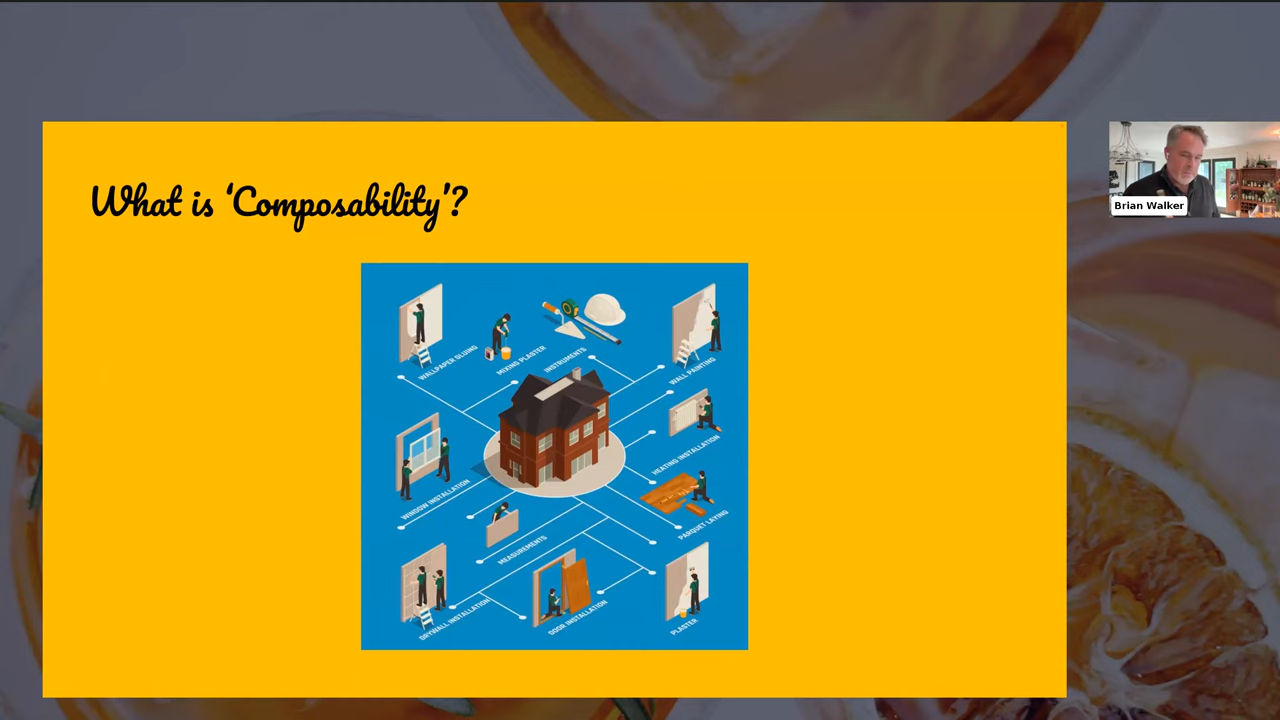 What is ‘Composability’?
Brian Walker
WALLPAPER GLUING
MIXING PLASTER
INSTRUMENTS
WALL PAINTING
HEATING INSTALLATION
WINDOW INSTALLATION
PARQUET LAYING
MEASUREMENTS
DRYWALL INSTALLATION
DOOR INSTALLATION
PLASTER